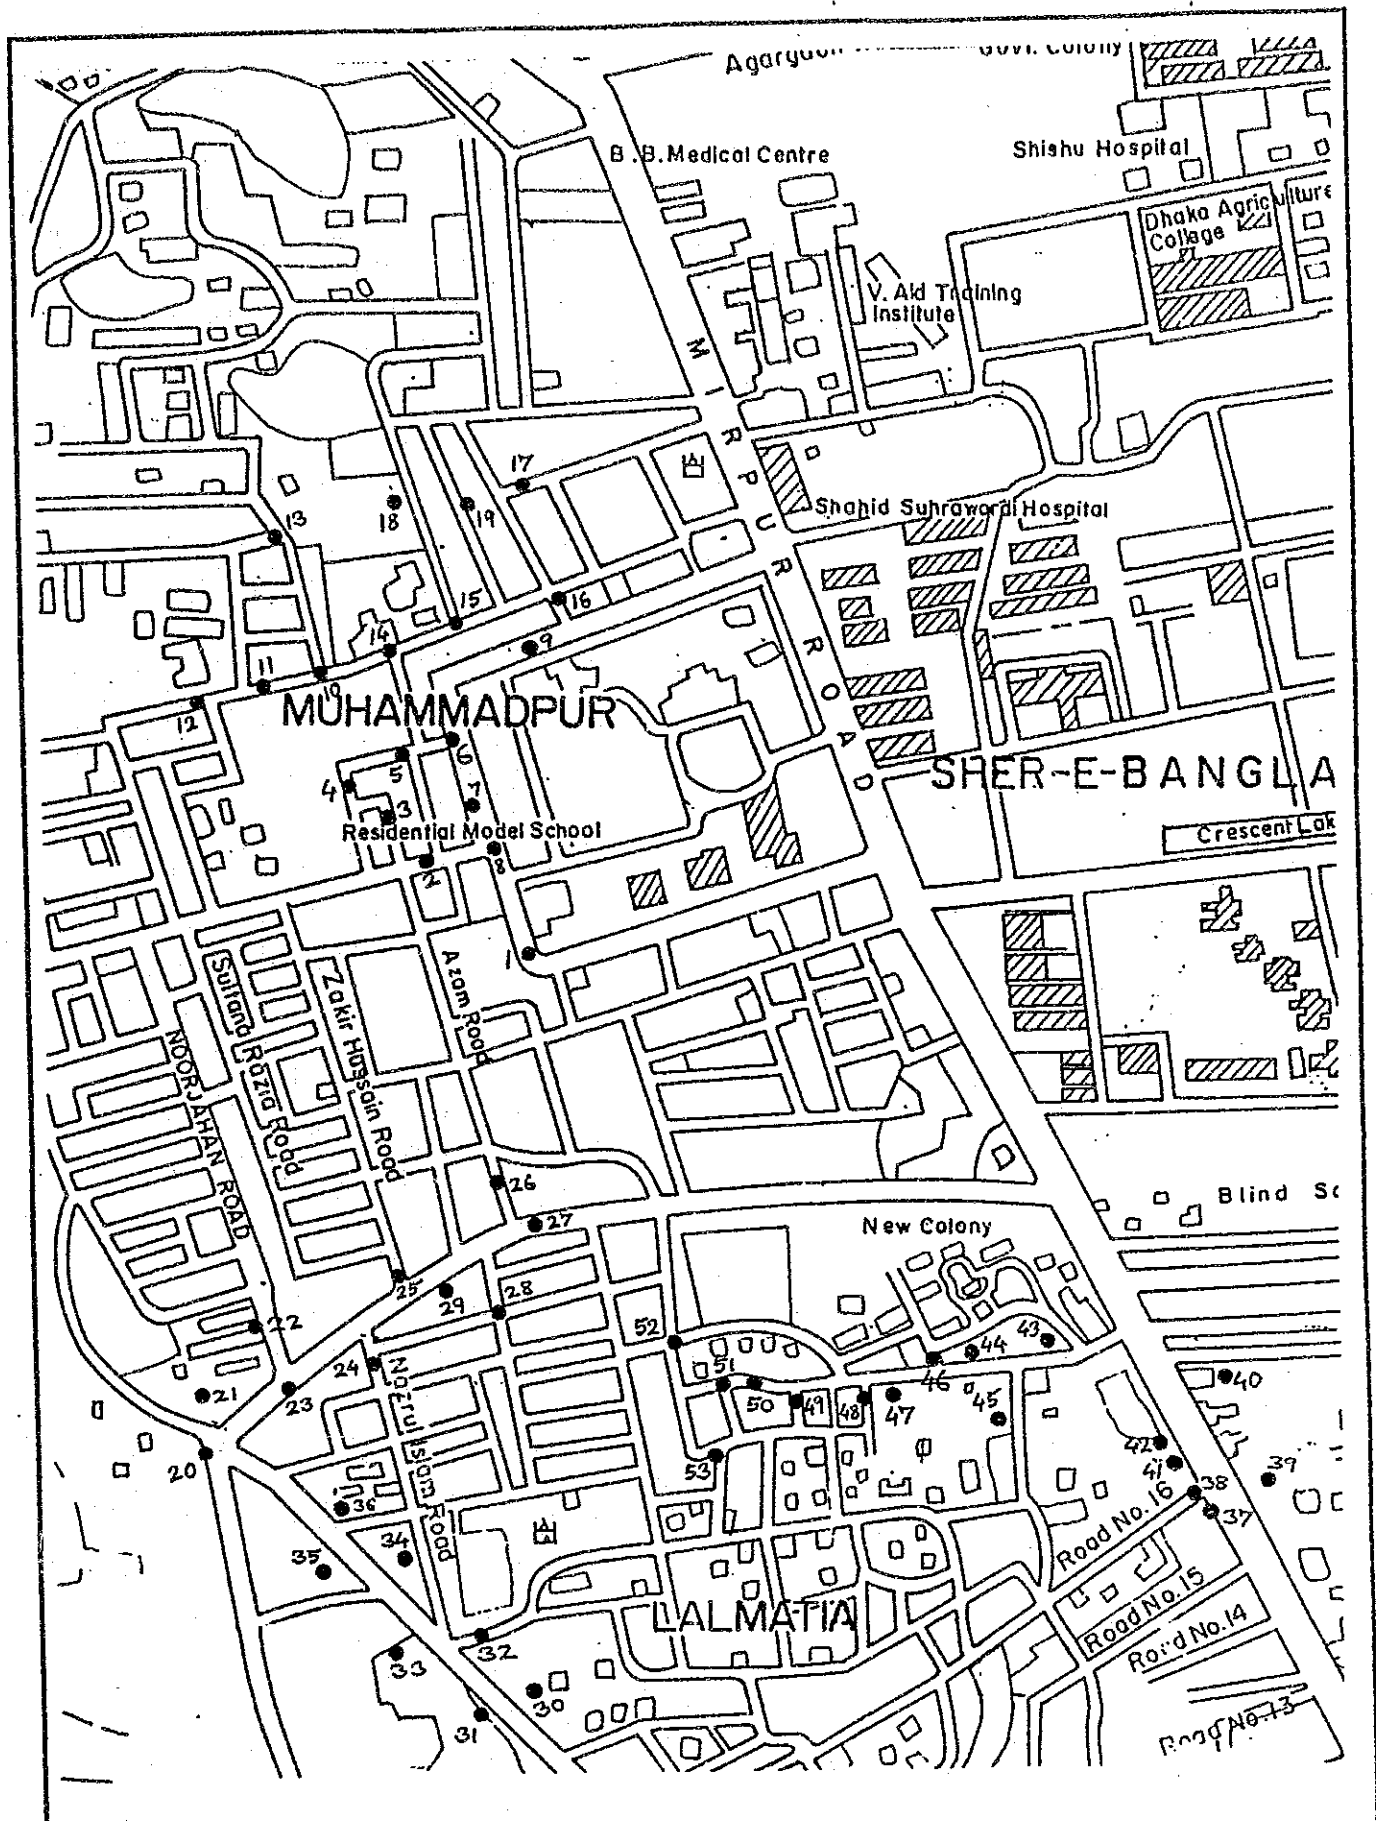 Govt. Colony
B.B.Medical Centre
Shishu Hospital
Dhaka Agriculture
Collage
V. Aid Training
Institute
MIRPUR ROAD
17
18
19
13
Shahid Suhrawordi Hospital
15
16
14
9
11
10
12
MUHAMMADPUR
6
5
SHER-E-BANGLA
4
7
3
Residential Model School
Crescent Lak
8
2
1
Azam Road
Sultana Razia Road
Zakir Hussain Road
NOORJAHAN ROAD
26
Blind Sc
27
New Colony
25
29
28
22
52
43
44
24
46
51
40
21
23
50
49
48
47
45
Nazrul Islam Road
42
20
53
41
39
38
36
Road No.16
37
34
35
Road No.15
LALMATIA
Road No.14
32
33
30
31
Road No.13